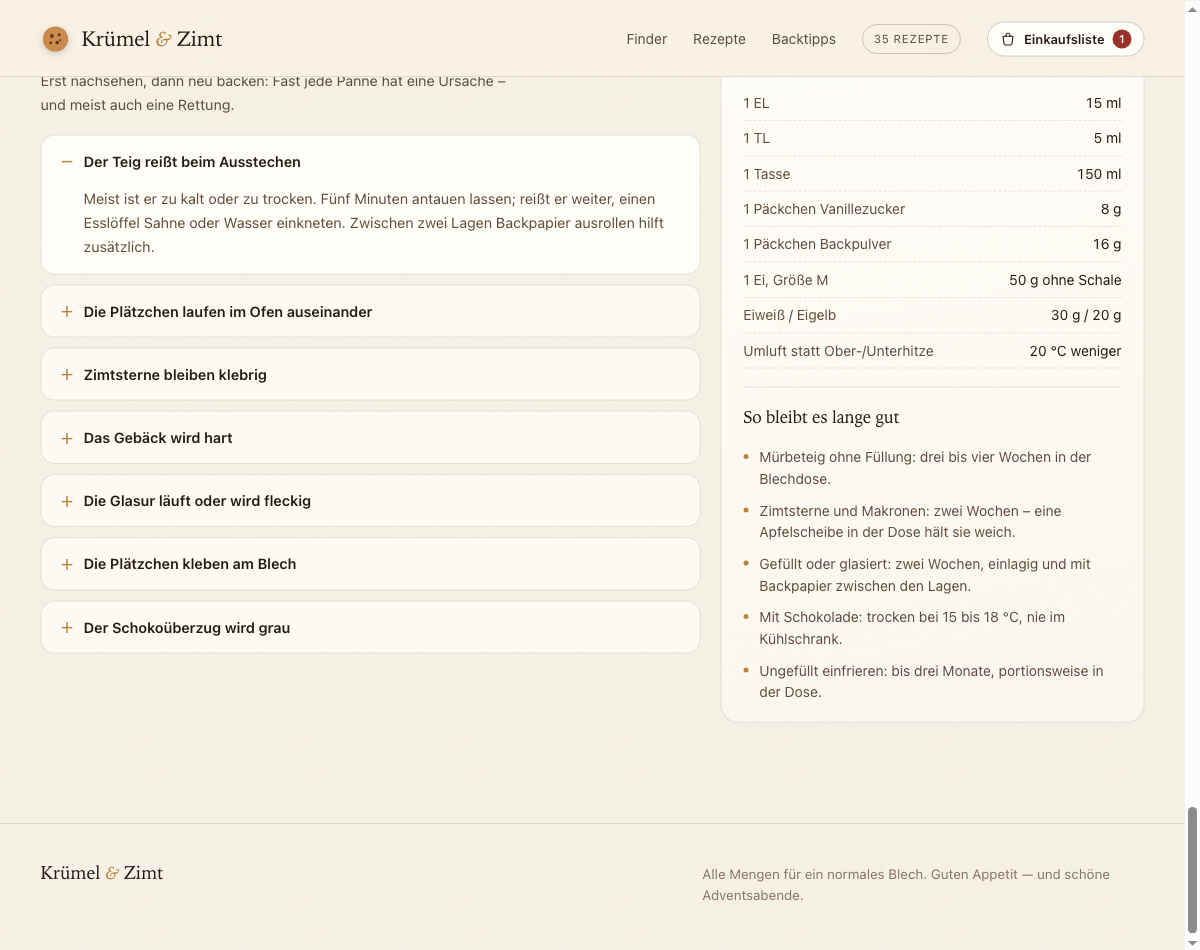 Krümel & Zimt
Finder
Rezepte
Backtipps
35 REZEPTE
Einkaufsliste 1
Erst nachsehen, dann neu backen: Fast jede Panne hat eine Ursache –
und meist auch eine Rettung.
− Der Teig reißt beim Ausstechen
Meist ist er zu kalt oder zu trocken. Fünf Minuten antauen lassen; reißt er weiter, einen
Esslöffel Sahne oder Wasser einkneten. Zwischen zwei Lagen Backpapier ausrollen hilft
zusätzlich.
+ Die Plätzchen laufen im Ofen auseinander
+ Zimtsterne bleiben klebrig
+ Das Gebäck wird hart
+ Die Glasur läuft oder wird fleckig
+ Die Plätzchen kleben am Blech
+ Der Schokoüberzug wird grau
1 EL 15 ml
1 TL 5 ml
1 Tasse 150 ml
1 Päckchen Vanillezucker 8 g
1 Päckchen Backpulver 16 g
1 Ei, Größe M 50 g ohne Schale
Eiweiß / Eigelb 30 g / 20 g
Umluft statt Ober-/Unterhitze 20 °C weniger
So bleibt es lange gut
• Mürbeteig ohne Füllung: drei bis vier Wochen in der
Blechdose.
• Zimtsterne und Makronen: zwei Wochen – eine
Apfelscheibe in der Dose hält sie weich.
• Gefüllt oder glasiert: zwei Wochen, einlagig und mit
Backpapier zwischen den Lagen.
• Mit Schokolade: trocken bei 15 bis 18 °C, nie im
Kühlschrank.
• Ungefüllt einfrieren: bis drei Monate, portionsweise in
der Dose.
Krümel & Zimt
Alle Mengen für ein normales Blech. Guten Appetit — und schöne
Adventsabende.